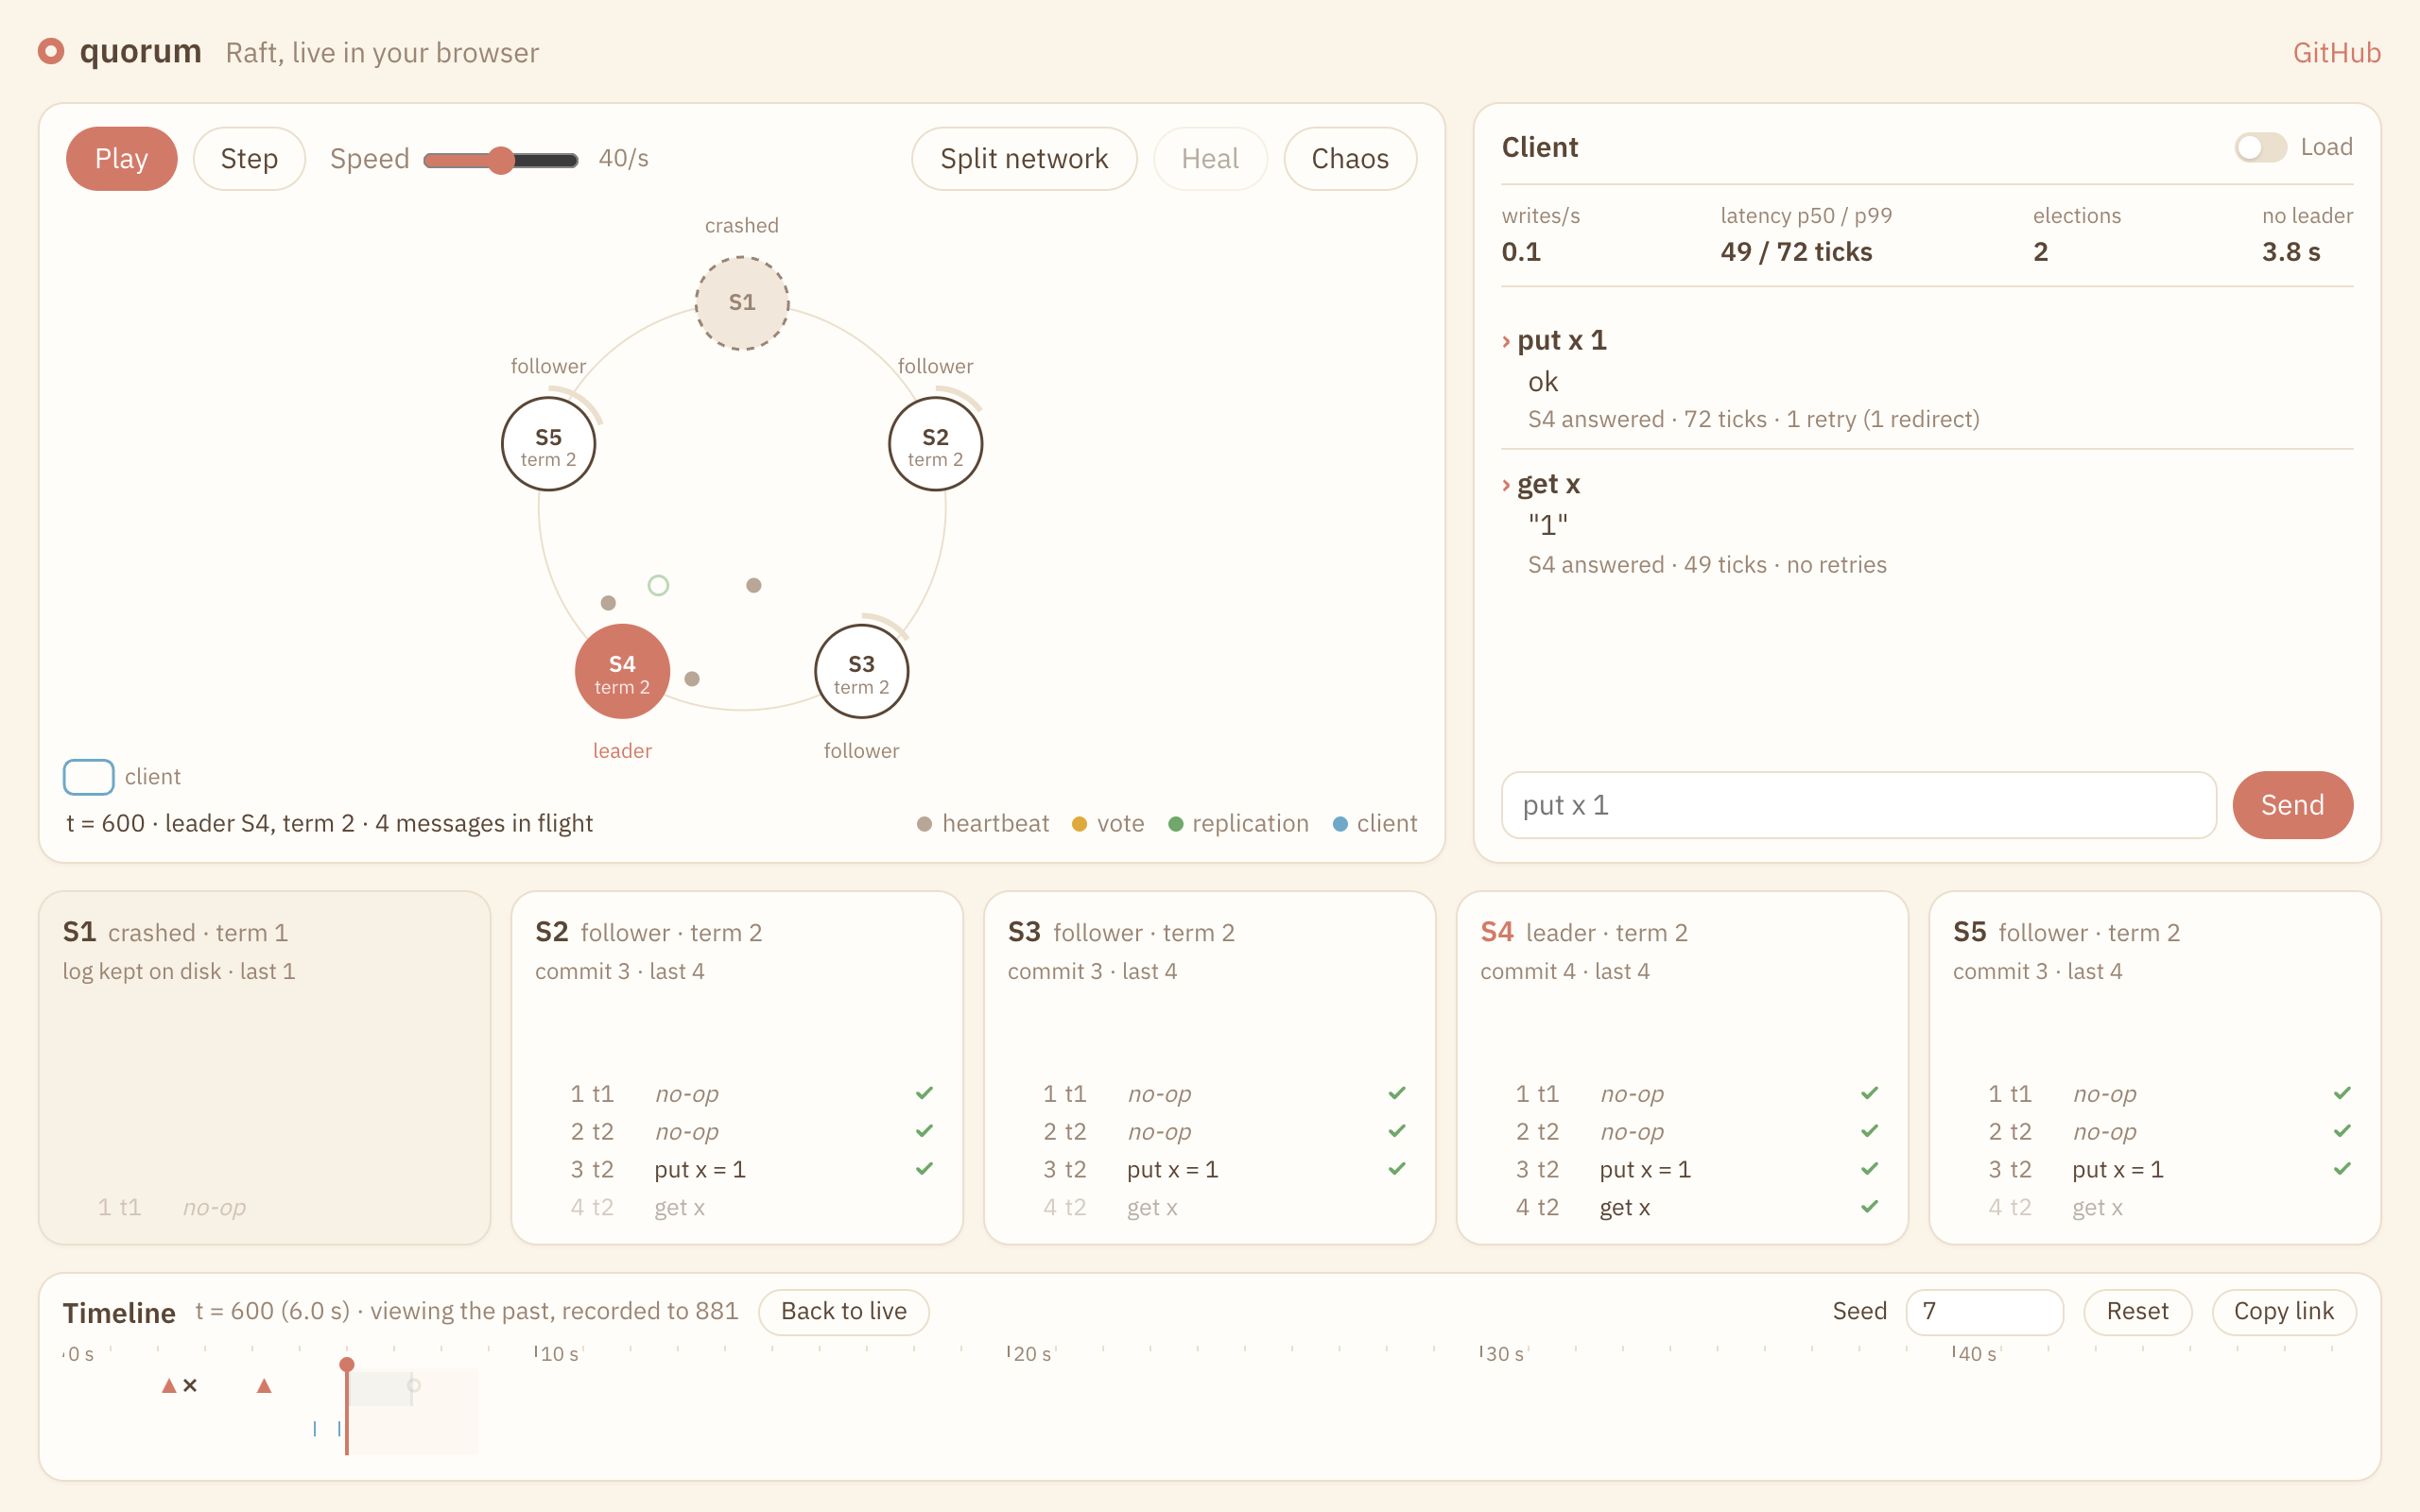 quorum Raft, live in your browser GitHub
Play Step Speed 40/s Split network Heal Chaos
crashed
S1
follower follower
S5
term 2
S2
term 2
S4
term 2
S3
term 2
leader follower
client
t = 600 · leader S4, term 2 · 4 messages in flight
heartbeat vote replication client
Client Load
writes/s latency p50 / p99 elections no leader
0.1 49 / 72 ticks 2 3.8 s
› put x 1
ok
S4 answered · 72 ticks · 1 retry (1 redirect)
› get x
"1"
S4 answered · 49 ticks · no retries
put x 1 Send
S1 crashed · term 1
log kept on disk · last 1
1 t1 no-op
S2 follower · term 2
commit 3 · last 4
1 t1 no-op ✓
2 t2 no-op ✓
3 t2 put x = 1 ✓
4 t2 get x
S3 follower · term 2
commit 3 · last 4
1 t1 no-op ✓
2 t2 no-op ✓
3 t2 put x = 1 ✓
4 t2 get x
S4 leader · term 2
commit 4 · last 4
1 t1 no-op ✓
2 t2 no-op ✓
3 t2 put x = 1 ✓
4 t2 get x ✓
S5 follower · term 2
commit 3 · last 4
1 t1 no-op ✓
2 t2 no-op ✓
3 t2 put x = 1 ✓
4 t2 get x
Timeline t = 600 (6.0 s) · viewing the past, recorded to 881 Back to live Seed 7 Reset Copy link
0 s 10 s 20 s 30 s 40 s